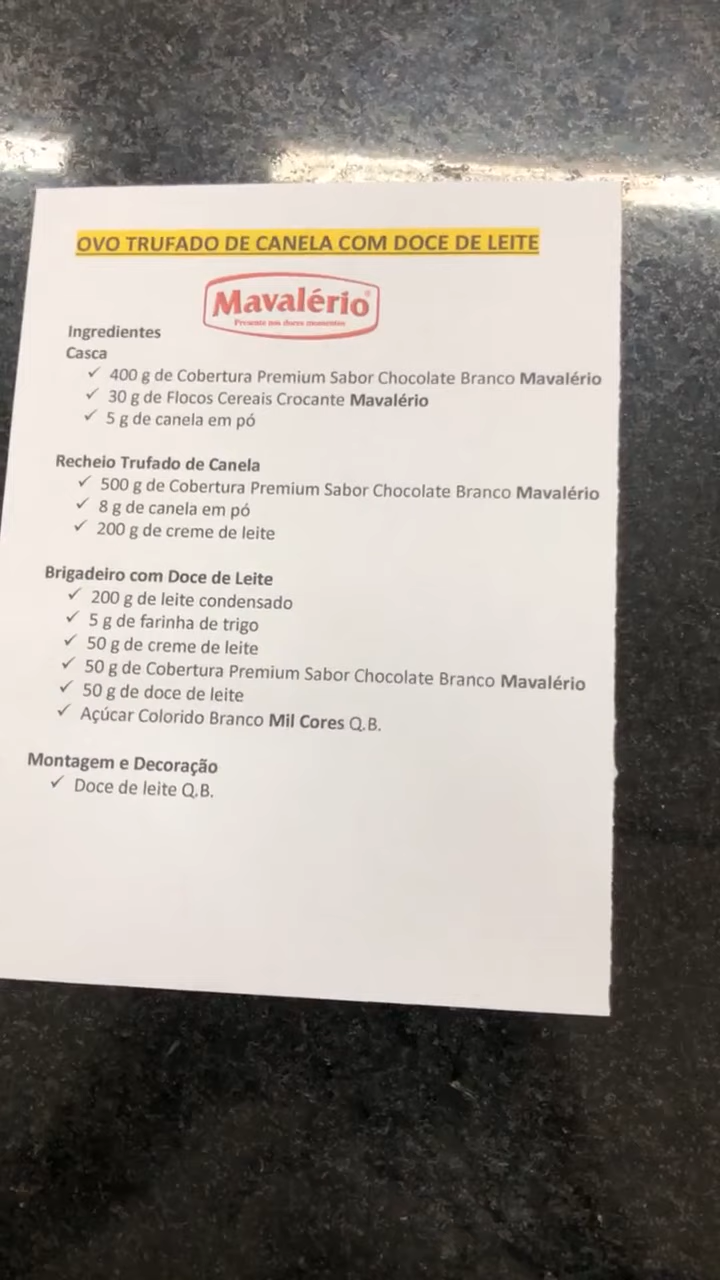 OVO TRUFADO DE CANELA COM DOCE DE LEITE
Mavalério®
Presente nos doces momentos
Ingredientes
Casca
✓ 400 g de Cobertura Premium Sabor Chocolate Branco Mavalério
✓ 30 g de Flocos Cereais Crocante Mavalério
✓ 5 g de canela em pó
Recheio Trufado de Canela
✓ 500 g de Cobertura Premium Sabor Chocolate Branco Mavalério
✓ 8 g de canela em pó
✓ 200 g de creme de leite
Brigadeiro com Doce de Leite
✓ 200 g de leite condensado
✓ 5 g de farinha de trigo
✓ 50 g de creme de leite
✓ 50 g de Cobertura Premium Sabor Chocolate Branco Mavalério
✓ 50 g de doce de leite
✓ Açúcar Colorido Branco Mil Cores Q.B.
Montagem e Decoração
✓ Doce de leite Q.B.